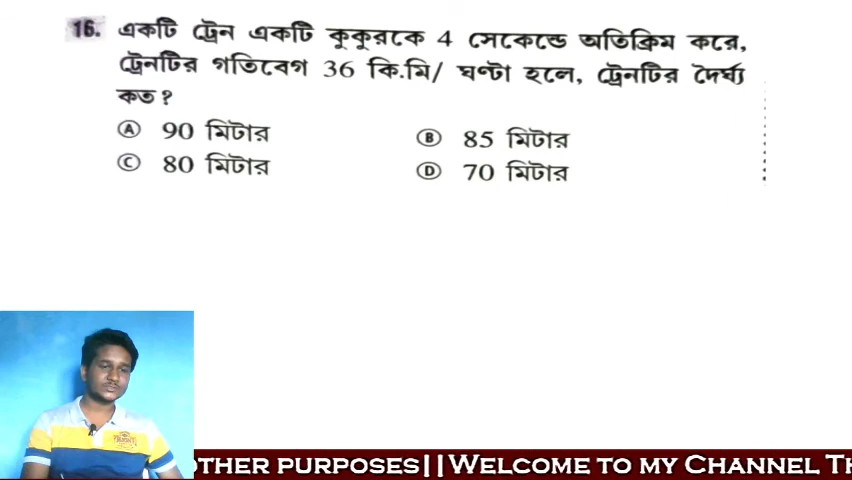 16. একটি ট্রেন একটি কুকুরকে 4 সেকেন্ডে অতিক্রম করে,
ট্রেনটির গতিবেগ 36 কি.মি/ ঘণ্টা হলে, ট্রেনটির দৈর্ঘ্য
কত?
Ⓐ 90 মিটার Ⓑ 85 মিটার
Ⓒ 80 মিটার Ⓓ 70 মিটার
OTHER PURPOSES||WELCOME TO MY CHANNEL TH